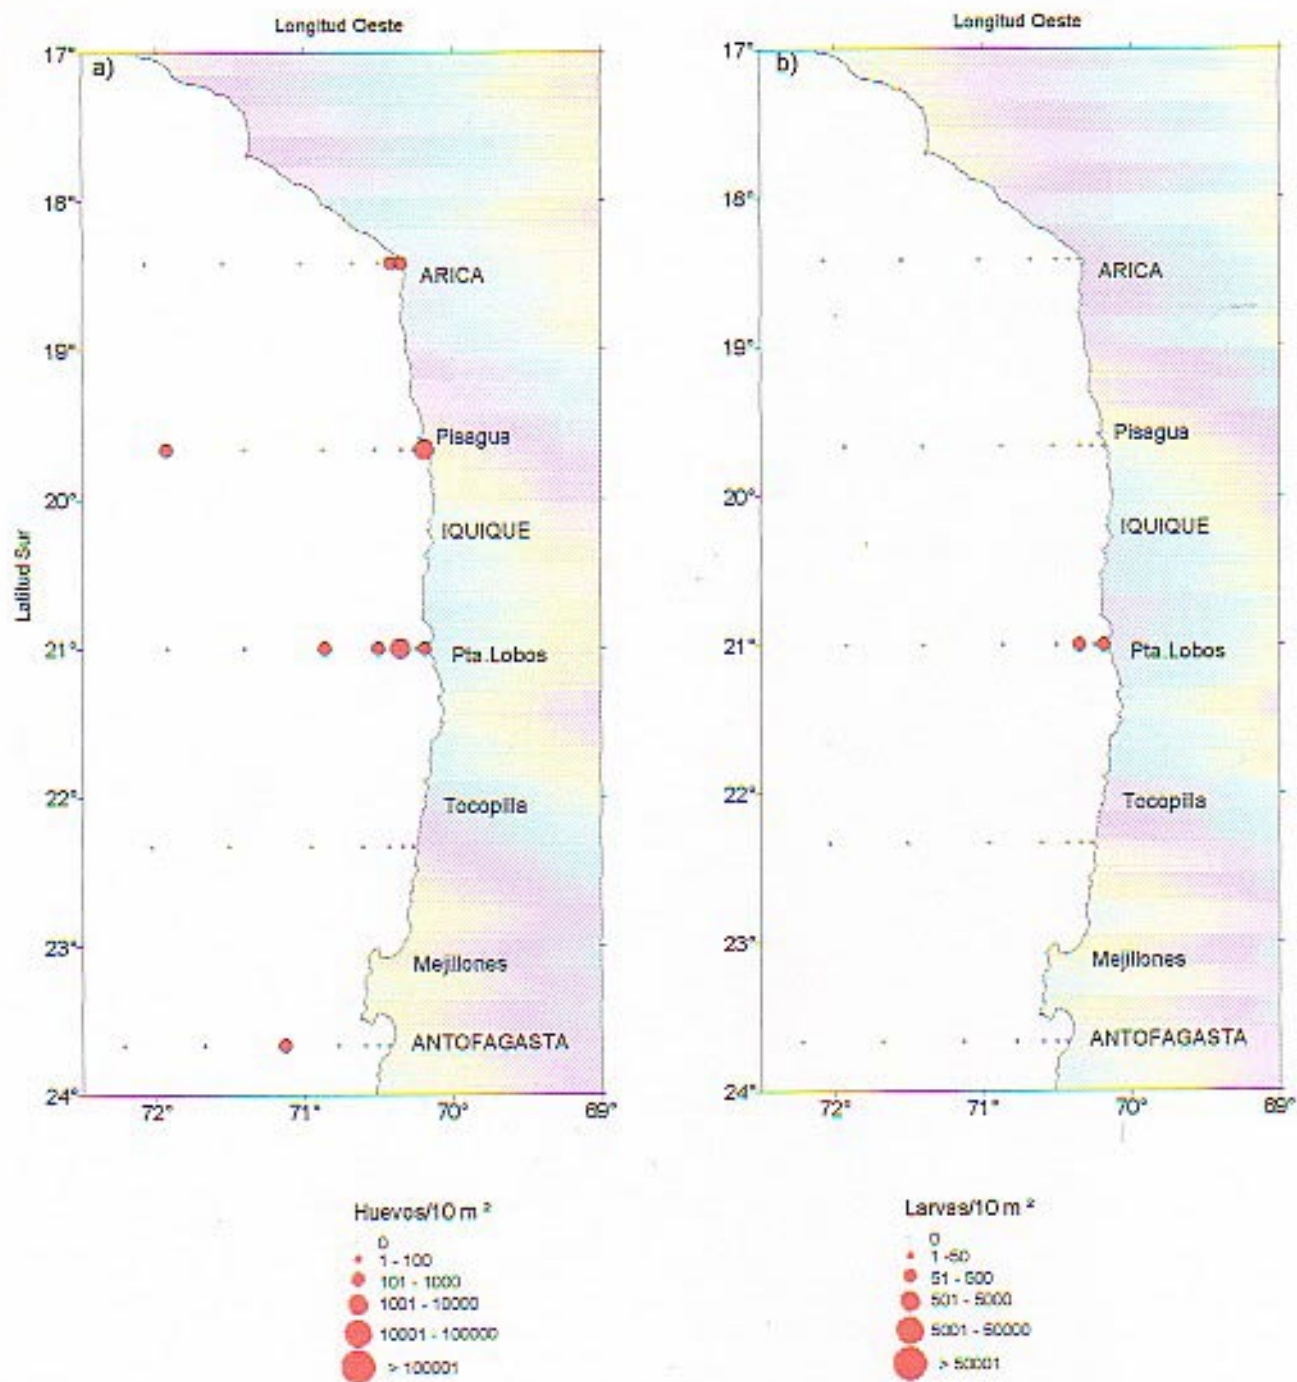 Longitud Oeste
a)
17°
18°
19°
20°
21°
22°
23°
24°
72°
71°
70°
69°
Latitud Sur
ARICA
Pisagua
IQUIQUE
Pta.Lobos
Tocopilla
Mejillones
ANTOFAGASTA
Huevos/10 m ²
0
1 - 100
101 - 1000
1001 - 10000
10001 - 100000
> 100001
Longitud Oeste
b)
17°
18°
19°
20°
21°
22°
23°
24°
72°
71°
70°
69°
ARICA
Pisagua
IQUIQUE
Pta.Lobos
Tocopilla
Mejillones
ANTOFAGASTA
Larvas/10 m ²
0
1 -50
51 - 500
501 - 5000
5001 - 50000
> 50001